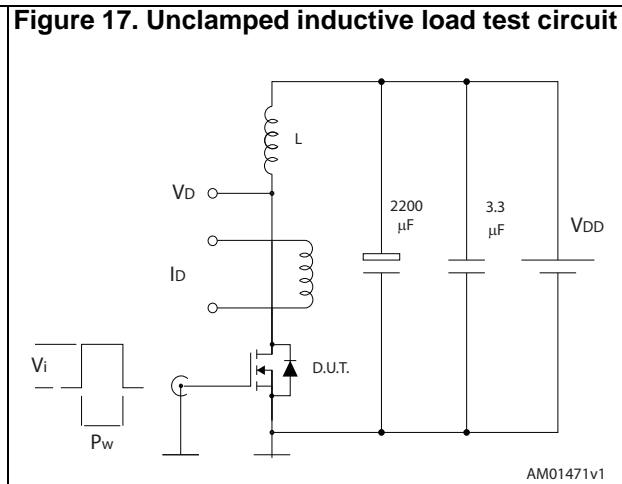 Figure 17. Unclamped inductive load test circuit
L
VD
2200
μF
3.3
μF
VDD
ID
Vi
D.U.T.
Pw
AM01471v1